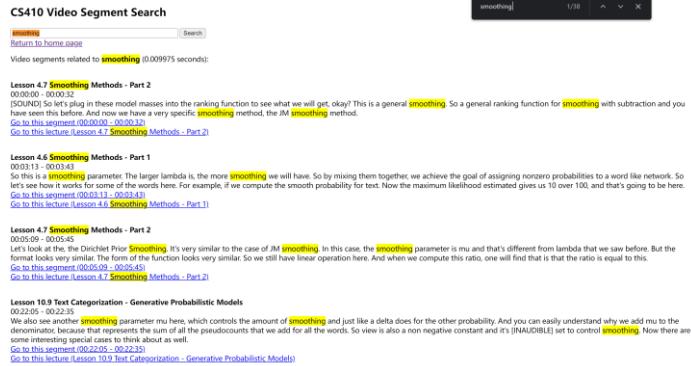 CS410 Video Segment Search
smoothing
1/38
smoothing
Search
Return to home page
Video segments related to smoothing (0.009975 seconds):
Lesson 4.7 Smoothing Methods - Part 2
00:00:00 - 00:00:32
[SOUND] So let's plug in these model masses into the ranking function to see what we will get, okay? This is a general smoothing. So a general ranking function for smoothing with subtraction and you
have seen this before. And now we have a very specific smoothing method, the JM smoothing method.
Go to this segment (00:00:00 - 00:00:32)
Go to this lecture (Lesson 4.7 Smoothing Methods - Part 2)
Lesson 4.6 Smoothing Methods - Part 1
00:03:13 - 00:03:43
So this is a smoothing parameter. The larger lambda is, the more smoothing we will have. So by mixing them together, we achieve the goal of assigning nonzero probabilities to a word like network. So
let's see how it works for some of the words here. For example, if we compute the smooth probability for text. Now the maximum likelihood estimated gives us 10 over 100, and that's going to be here.
Go to this segment (00:03:13 - 00:03:43)
Go to this lecture (Lesson 4.6 Smoothing Methods - Part 1)
Lesson 4.7 Smoothing Methods - Part 2
00:05:09 - 00:05:45
Let's look at the, the Dirichlet Prior Smoothing. It's very similar to the case of JM smoothing. In this case, the smoothing parameter is mu and that's different from lambda that we saw before. But the
format looks very similar. The form of the function looks very similar. So we still have linear operation here. And when we compute this ratio, one will find that is that the ratio is equal to this.
Go to this segment (00:05:09 - 00:05:45)
Go to this lecture (Lesson 4.7 Smoothing Methods - Part 2)
Lesson 10.9 Text Categorization - Generative Probabilistic Models
00:22:05 - 00:22:35
We also see another smoothing parameter mu here, which controls the amount of smoothing and just like a delta does for the other probability. And you can easily understand why we add mu to the
denominator, because that represents the sum of all the pseudocounts that we add for all the words. So view is also a non negative constant and it's [INAUDIBLE] set to control smoothing. Now there are
some interesting special cases to think about as well.
Go to this segment (00:22:05 - 00:22:35)
Go to this lecture (Lesson 10.9 Text Categorization - Generative Probabilistic Models)